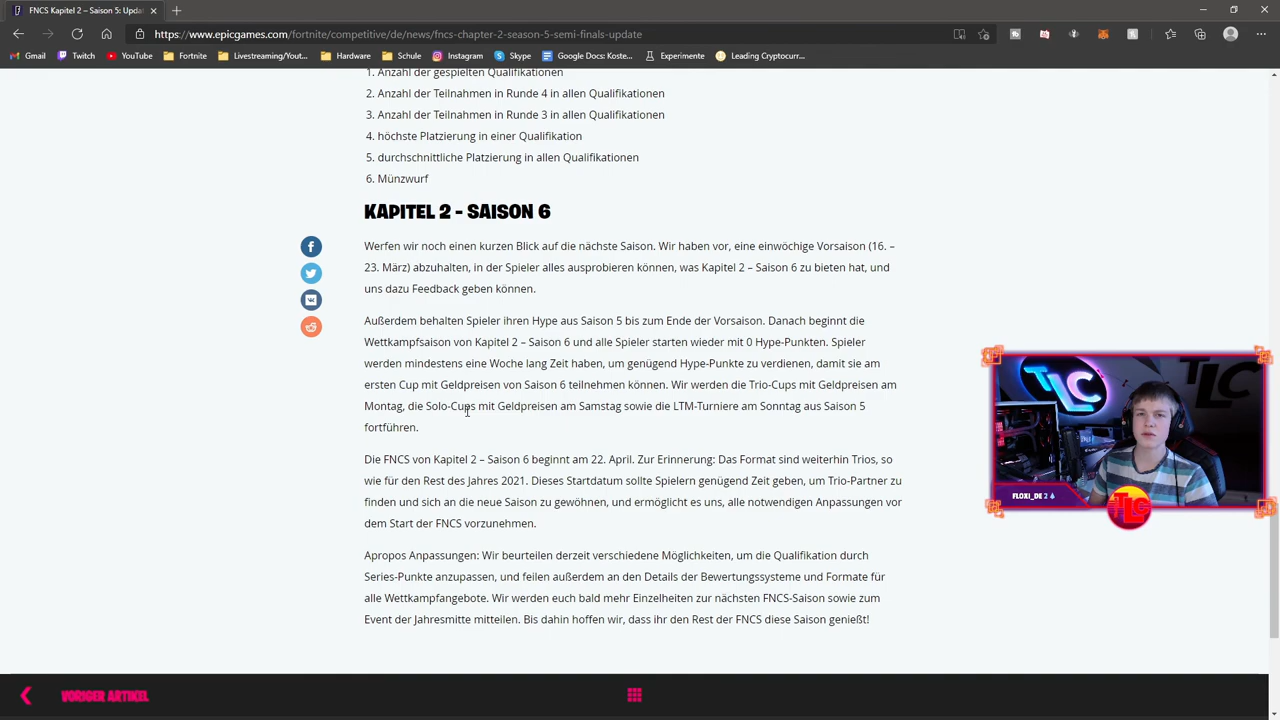 FNCS Kapitel 2 – Saison 5: Upda
https://www.epicgames.com/fortnite/competitive/de/news/fncs-chapter-2-season-5-semi-finals-update
Gmail
Twitch
YouTube
Fortnite
Livestreaming/Yout...
Hardware
Schule
Instagram
Skype
Google Docs: Koste...
Experimente
Leading Cryptocurr...
1. Anzahl der gespielten Qualifikationen
2. Anzahl der Teilnahmen in Runde 4 in allen Qualifikationen
3. Anzahl der Teilnahmen in Runde 3 in allen Qualifikationen
4. höchste Platzierung in einer Qualifikation
5. durchschnittliche Platzierung in allen Qualifikationen
6. Münzwurf
KAPITEL 2 - SAISON 6
Werfen wir noch einen kurzen Blick auf die nächste Saison. Wir haben vor, eine einwöchige Vorsaison (16. –
23. März) abzuhalten, in der Spieler alles ausprobieren können, was Kapitel 2 – Saison 6 zu bieten hat, und
uns dazu Feedback geben können.
Außerdem behalten Spieler ihren Hype aus Saison 5 bis zum Ende der Vorsaison. Danach beginnt die
Wettkampfsaison von Kapitel 2 – Saison 6 und alle Spieler starten wieder mit 0 Hype-Punkten. Spieler
werden mindestens eine Woche lang Zeit haben, um genügend Hype-Punkte zu verdienen, damit sie am
ersten Cup mit Geldpreisen von Saison 6 teilnehmen können. Wir werden die Trio-Cups mit Geldpreisen am
Montag, die Solo-Cups mit Geldpreisen am Samstag sowie die LTM-Turniere am Sonntag aus Saison 5
fortführen.
Die FNCS von Kapitel 2 – Saison 6 beginnt am 22. April. Zur Erinnerung: Das Format sind weiterhin Trios, so
wie für den Rest des Jahres 2021. Dieses Startdatum sollte Spielern genügend Zeit geben, um Trio-Partner zu
finden und sich an die neue Saison zu gewöhnen, und ermöglicht es uns, alle notwendigen Anpassungen vor
dem Start der FNCS vorzunehmen.
Apropos Anpassungen: Wir beurteilen derzeit verschiedene Möglichkeiten, um die Qualifikation durch
Series-Punkte anzupassen, und feilen außerdem an den Details der Bewertungssysteme und Formate für
alle Wettkampfangebote. Wir werden euch bald mehr Einzelheiten zur nächsten FNCS-Saison sowie zum
Event der Jahresmitte mitteilen. Bis dahin hoffen wir, dass ihr den Rest der FNCS diese Saison genießt!
TLC
TLC
FLOXI_DE 2
TLC
VORIGER ARTIKEL